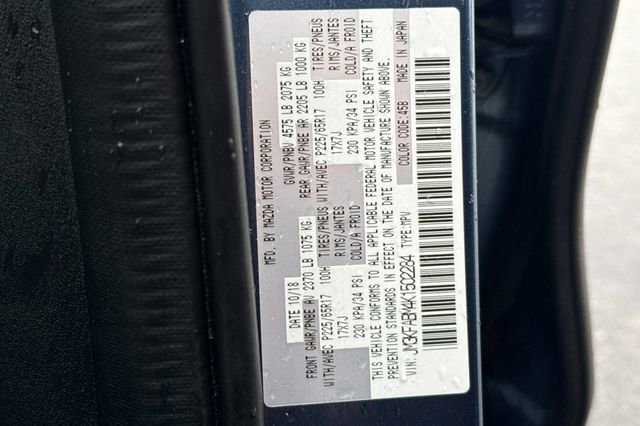 MFD. BY MAZDA MOTOR CORPORATION
DATE: 10/18 GVWR/PNBV 4575 LB 2075 KG
FRONT GAWR/PNBE AV 2370 LB 1075 KG REAR GAWR/PNBE AR 2205 LB 1000 KG
WITH/AVEC P225/65R17 100H TIRES/PNEUS WITH/AVEC P225/65R17 100H TIRES/PNEUS
17X7J RIMS/JANTES 17X7J RIMS/JANTES
230 KPA/34 PSI COLD/A FROID 230 KPA/34 PSI COLD/A FROID
THIS VEHICLE CONFORMS TO ALL APPLICABLE FEDERAL MOTOR VEHICLE SAFETY AND THEFT
PREVENTION STANDARDS IN EFFECT ON THE DATE OF MANUFACTURE SHOWN ABOVE.
VIN: JM3KFABM4K1502284 TYPE: MPV COLOR CODE: 45B MADE IN JAPAN